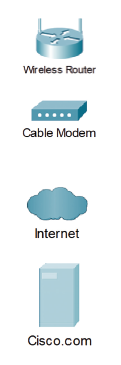 Wireless Router
Cable Modem
Internet
Cisco.com